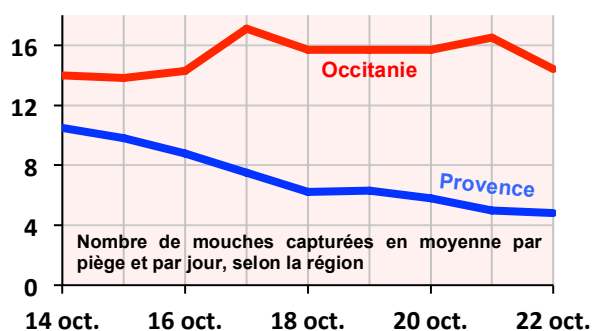 16
Occitanie
12
8
Provence
4
Nombre de mouches capturées en moyenne par
piège et par jour, selon la région
0
14 oct. 16 oct. 18 oct. 20 oct. 22 oct.